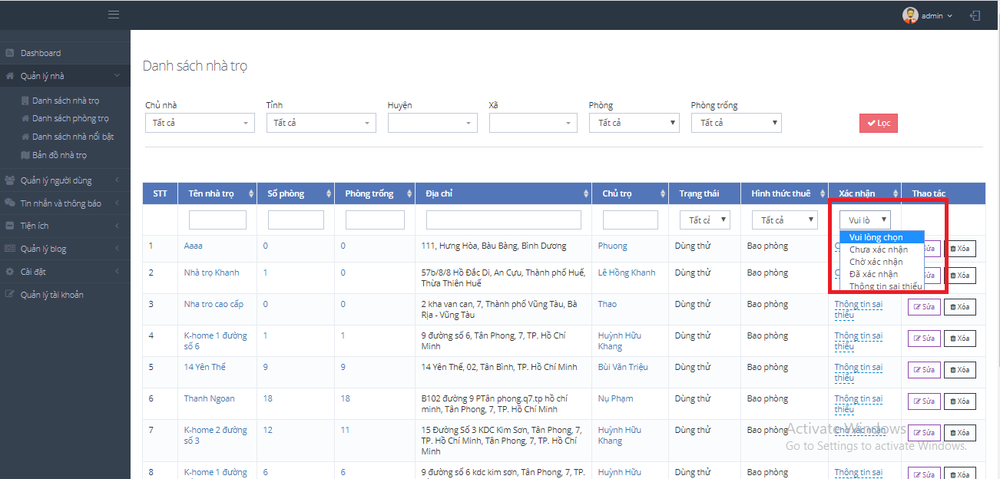 admin
Dashboard
Quản lý nhà
Danh sách nhà trọ
Danh sách phòng trọ
Danh sách nhà nổi bật
Bản đồ nhà trọ
Quản lý người dùng
Tin nhắn và thông báo
Tiện ích
Quản lý blog
Cài đặt
Quản lý tài khoản
Danh sách nhà trọ
Chủ nhà Tỉnh Huyện Xã Phòng Phòng trống
Tất cả Tất cả Tất cả Tất cả Lọc
STT Tên nhà trọ Số phòng Phòng trống Địa chỉ Chủ trọ Trạng thái Hình thức thuê Xác nhận Thao tác
Tất cả Tất cả Vui lò
Vui lòng chọn
Chưa xác nhận
Chờ xác nhận
Đã xác nhận
Thông tin sai thiếu
1 Aaaa 0 0 111, Hưng Hòa, Bàu Bàng, Bình Dương Phuong Dùng thử Bao phòng Sửa Xóa
2 Nhà trọ Khanh 1 0 57b/8/8 Hồ Đắc Di, An Cựu, Thành phố Huế, Lê Hồng Khanh Dùng thử Bao phòng Sửa Xóa
Thừa Thiên Huế
3 Nha tro cao cấp 0 0 2 kha van can, 7, Thành phố Vũng Tàu, Bà Thao Dùng thử Bao phòng Thông tin sai Sửa Xóa
Rịa - Vũng Tàu thiếu
4 K-home 1 đường 1 1 9 đường số 6, Tân Phong, 7, TP. Hồ Chí Huỳnh Hữu Dùng thử Bao phòng Thông tin sai Sửa Xóa
số 6 Minh Khang thiếu
5 14 Yên Thế 9 9 14 Yên Thế, 02, Tân Bình, TP. Hồ Chí Minh Bùi Văn Triệu Dùng thử Bao phòng Thông tin sai Sửa Xóa
thiếu
6 Thanh Ngoan 18 18 B102 đường 9 PTân phong.q7.tp hồ chí Nụ Phạm Dùng thử Bao phòng Thông tin sai Sửa Xóa
minh, Tân Phong, 7, TP. Hồ Chí Minh thiếu
7 K-home 2 đường 12 11 15 Đường Số 3 KDC Kim Sơn, Tân Phong, 7, Huỳnh Hữu Dùng thử Bao phòng Chờ xác nhận Sửa Xóa
số 3 TP. Hồ Chí Minh, Tân Phong, 7, TP. Hồ Chí Khang
Minh
Activate Windows
Go to Settings to activate Windows.
8 K-home 1 đường 6 6 9 đường số 6 kdc kim sơn, Tân Phong, 7, TP. Huỳnh Hữu Dùng thử Bao phòng Thông tin sai Sửa Xóa